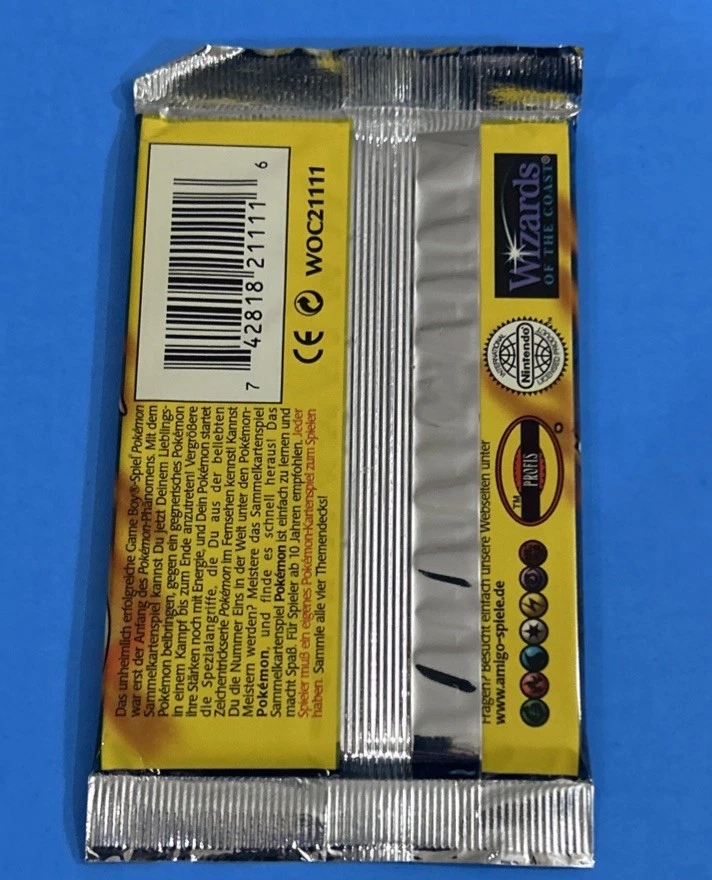 Das unheimlich erfolgreiche Game Boy®-Spiel Pokémon
war erst der Anfang des Pokémon-Phänomens. Mit dem
Sammelkartenspiel kannst Du jetzt Deinem Lieblings-
Pokémon beibringen, gegen ein gegnerisches Pokémon
in einem Kampf bis zum Ende anzutreten! Vergrößere
Ihre Stärken noch mit Energie, und Dein Pokémon startet
die Spezialangriffe, die Du aus der beliebten
Zeichentrickserie Pokémon im Fernsehen kennst! Kannst
Du die Nummer Eins in der Welt unter den Pokémon-
Meistern werden? Meistere das Sammelkartenspiel
Pokémon, und finde es schnell heraus! Das
Sammelkartenspiel Pokémon ist einfach zu lernen und
macht Spaß. Für Spieler ab 10 Jahren empfohlen. Jeder
Spieler muß ein eigenes Pokémon-Kartenspiel zum Spielen
haben. Sammle alle vier Themendecks!
7 42818 21111 6
CE WOC21111
Fragen? Besucht einfach unsere Webseiten unter
www.amigo-spiele.de
PROFIS
TM
Nintendo
Wizards
OF THE COAST®